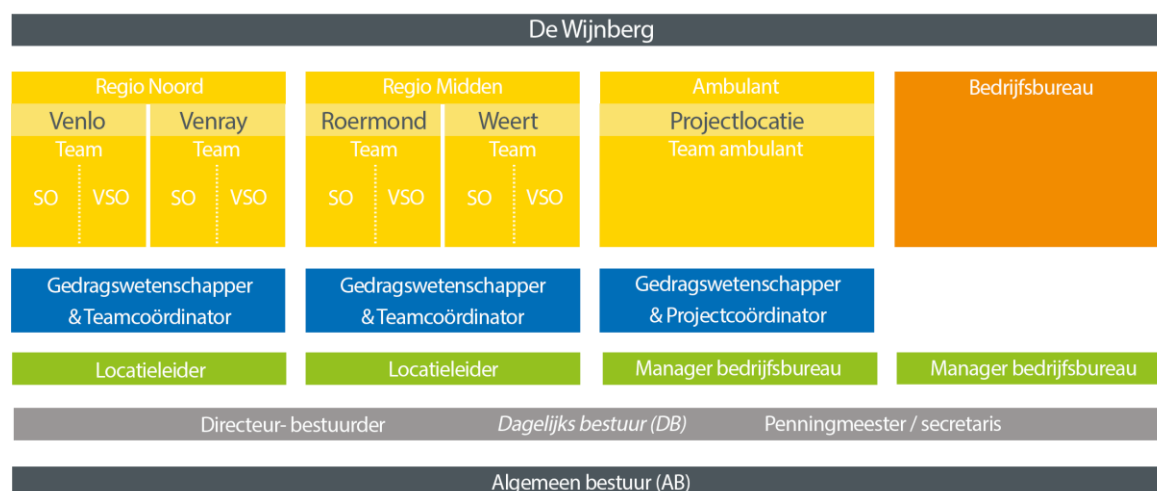 De Wijnberg
Regio Noord
Regio Midden
Ambulant
Bedrijfsbureau
Venlo
Venray
Roermond
Weert
Projectlocatie
Team
Team
Team
Team
Team ambulant
SO
VSO
SO
VSO
SO
VSO
SO
VSO
Gedragswetenschapper
& Teamcoördinator
Gedragswetenschapper
& Teamcoördinator
Gedragswetenschapper
& Projectcoördinator
Locatieleider
Locatieleider
Manager bedrijfsbureau
Manager bedrijfsbureau
Directeur- bestuurder
Dagelijks bestuur (DB)
Penningmeester / secretaris
Algemeen bestuur (AB)